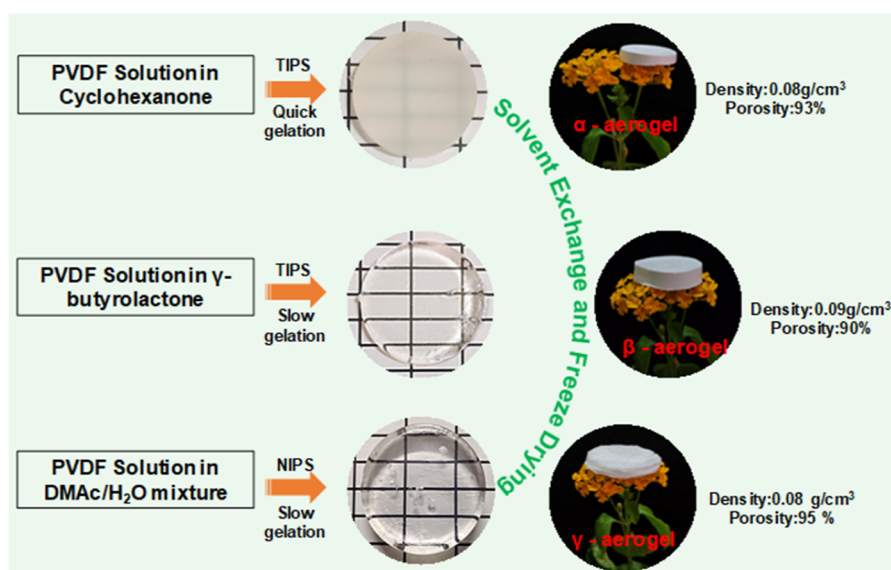 PVDF Solution in
Cyclohexanone
TIPS
Quick
gelation
α - aerogel
Density:0.08g/cm³
Porosity:93%
Solvent Exchange and Freeze Drying
PVDF Solution in γ-
butyrolactone
TIPS
Slow
gelation
β - aerogel
Density:0.09g/cm³
Porosity:90%
PVDF Solution in
DMAc/H₂O mixture
NIPS
Slow
gelation
γ - aerogel
Density:0.08 g/cm³
Porosity:95 %